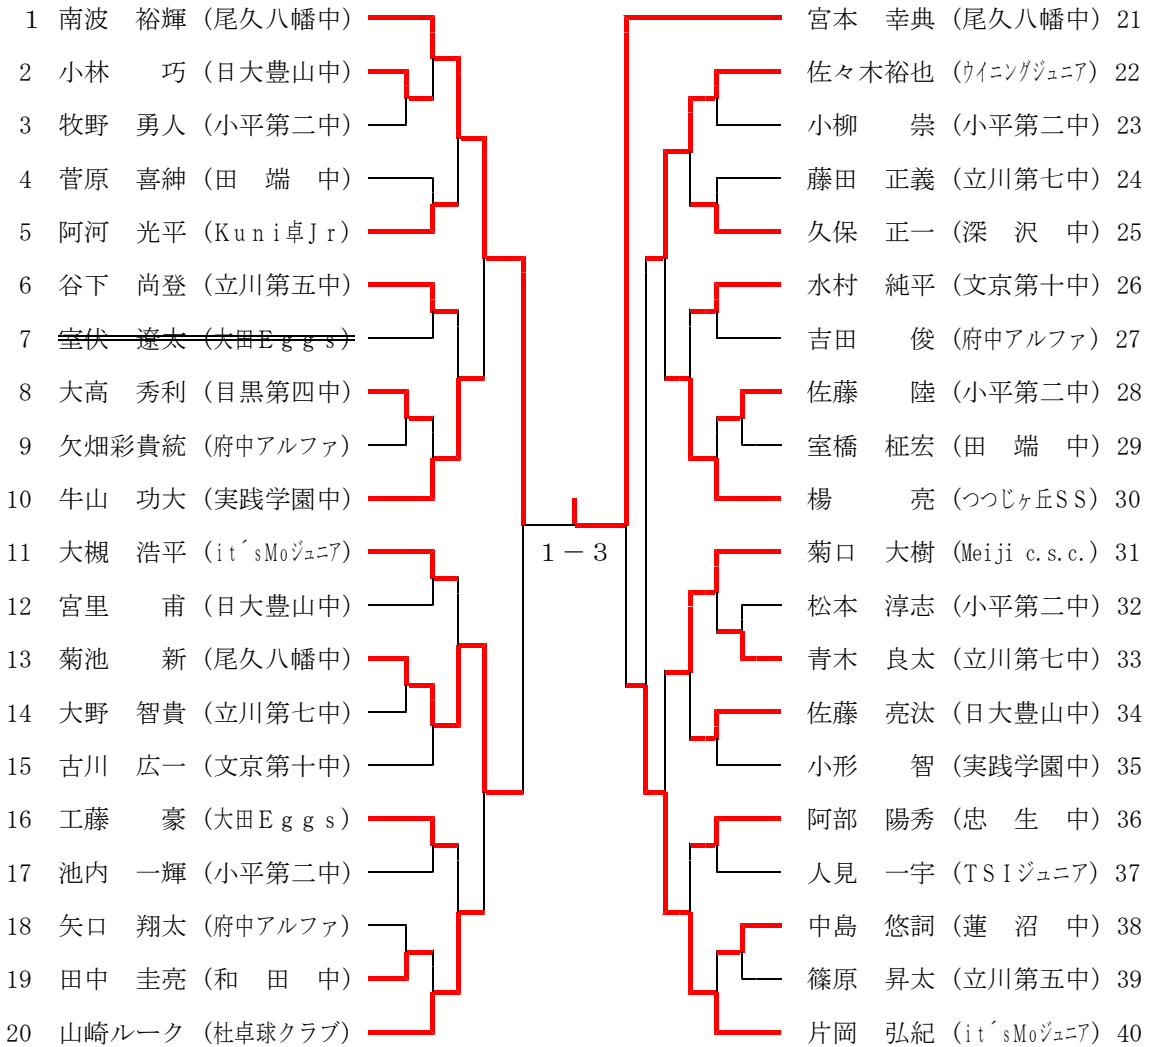 1 南波 裕輝 (尾久八幡中)
2 小林 巧 (日大豊山中)
3 牧野 勇人 (小平第二中)
4 菅原 喜紳 (田 端 中)
5 阿河 光平 (Kuni卓Jr)
6 谷下 尚登 (立川第五中)
7 室伏 遼太 (大田Eggs)
8 大高 秀利 (目黒第四中)
9 欠畑彩貴統 (府中アルファ)
10 牛山 功大 (実践学園中)
11 大槻 浩平 (it´sMoジュニア)
12 宮里 甫 (日大豊山中)
13 菊池 新 (尾久八幡中)
14 大野 智貴 (立川第七中)
15 古川 広一 (文京第十中)
16 工藤 豪 (大田Eggs)
17 池内 一輝 (小平第二中)
18 矢口 翔太 (府中アルファ)
19 田中 圭亮 (和 田 中)
20 山崎ルーク (杜卓球クラブ)
1－3
宮本 幸典 (尾久八幡中) 21
佐々木裕也 (ウイニングジュニア) 22
小柳 崇 (小平第二中) 23
藤田 正義 (立川第七中) 24
久保 正一 (深 沢 中) 25
水村 純平 (文京第十中) 26
吉田 俊 (府中アルファ) 27
佐藤 陸 (小平第二中) 28
室橋 柾宏 (田 端 中) 29
楊 亮 (つつじヶ丘SS) 30
菊口 大樹 (Meiji c.s.c.) 31
松本 淳志 (小平第二中) 32
青木 良太 (立川第七中) 33
佐藤 亮汰 (日大豊山中) 34
小形 智 (実践学園中) 35
阿部 陽秀 (忠 生 中) 36
人見 一宇 (TSIジュニア) 37
中島 悠詞 (蓮 沼 中) 38
篠原 昇太 (立川第五中) 39
片岡 弘紀 (it´sMoジュニア) 40